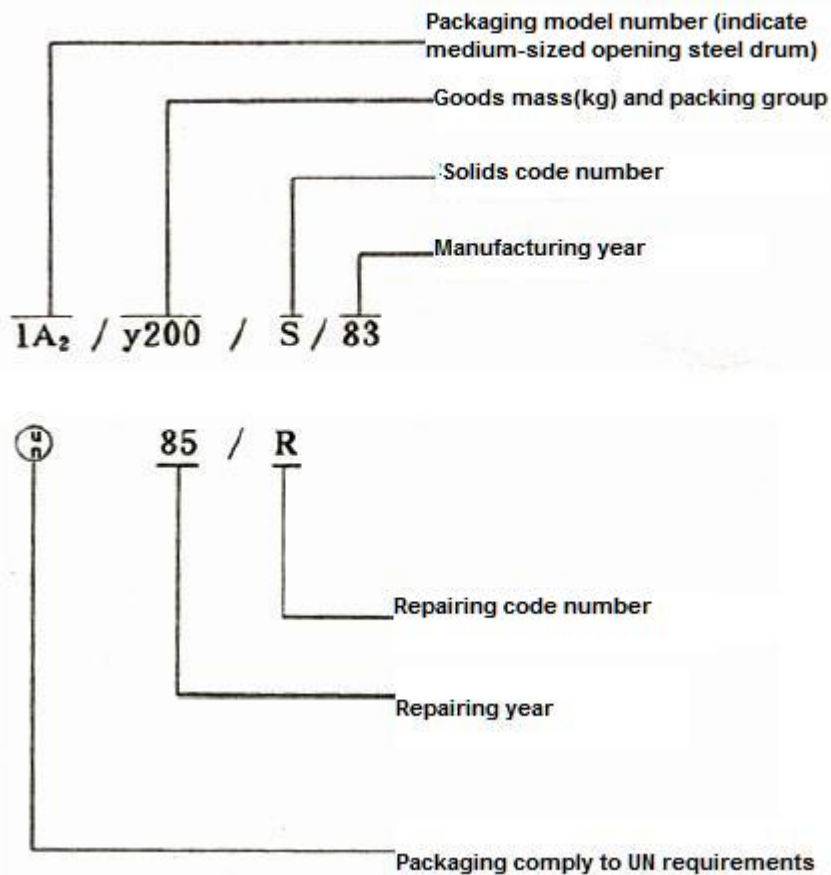 Packaging model number (indicate
medium-sized opening steel drum)
Goods mass(kg) and packing group
Solids code number
Manufacturing year
1A₂ / y200 / S / 83
un 85 / R
Repairing code number
Repairing year
Packaging comply to UN requirements